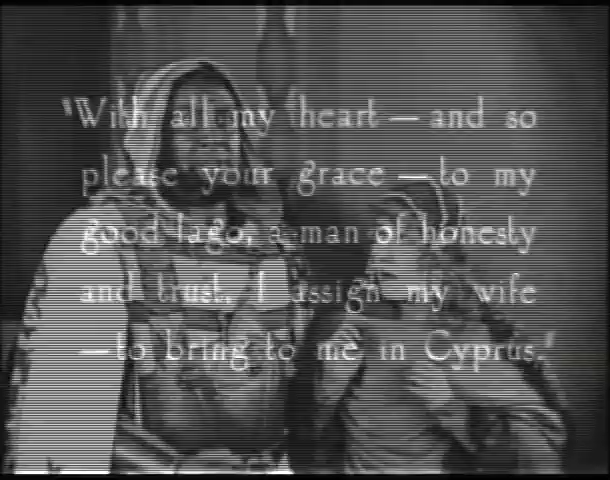 "With all my heart — and so
please your grace — to my
good Iago, a man of honesty
and trust, I assign my wife
—to bring to me in Cyprus."